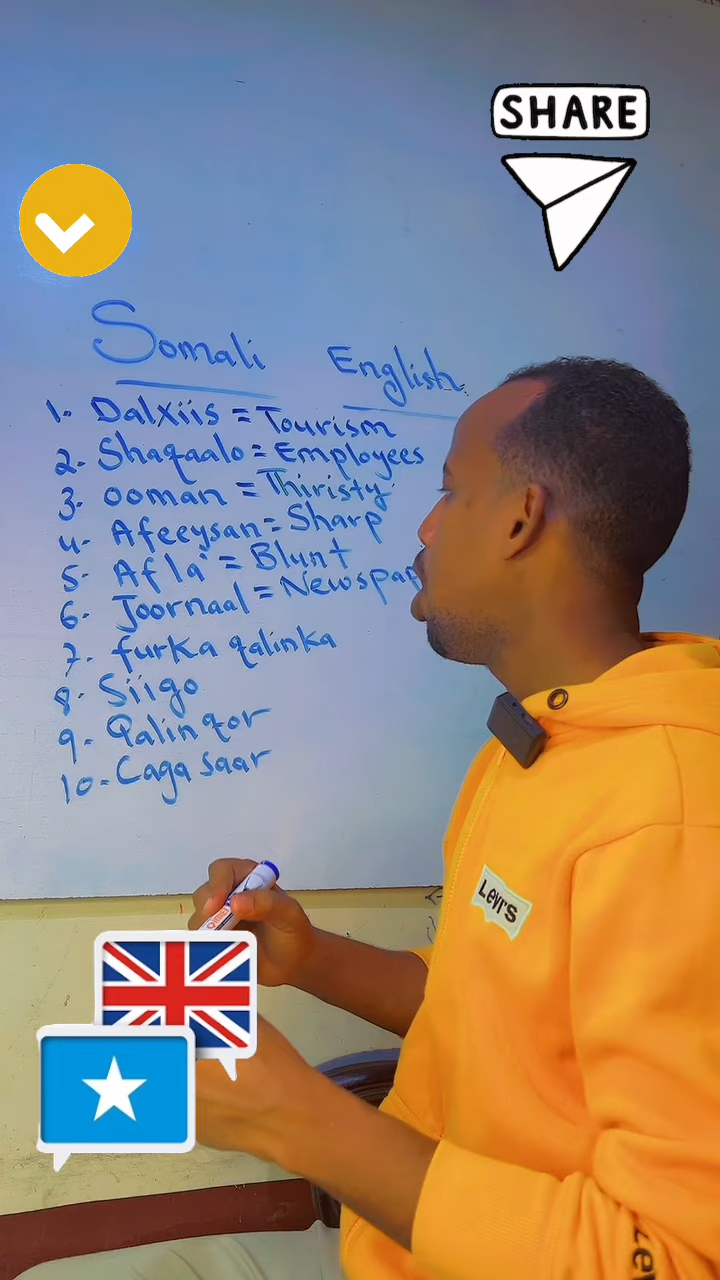 SHARE
Somali English
1. Dalxiis = Tourism
2. Shaqaalo = Employees
3. ooman = Thiristy
4. Afeeysan = Sharp
5. Afla' = Blunt
6. Joornaal = Newspap
7. furka qalinka
8. Siigo
9. Qalin qor
10. Caga saar
Levi's